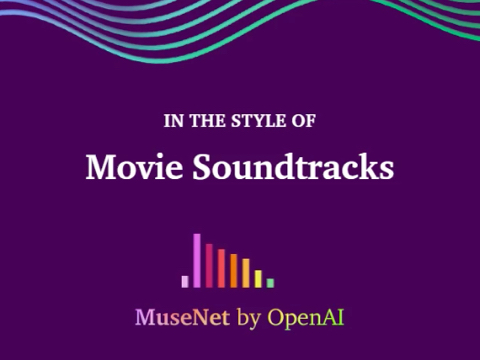 IN THE STYLE OF
Movie Soundtracks
MuseNet by OpenAI